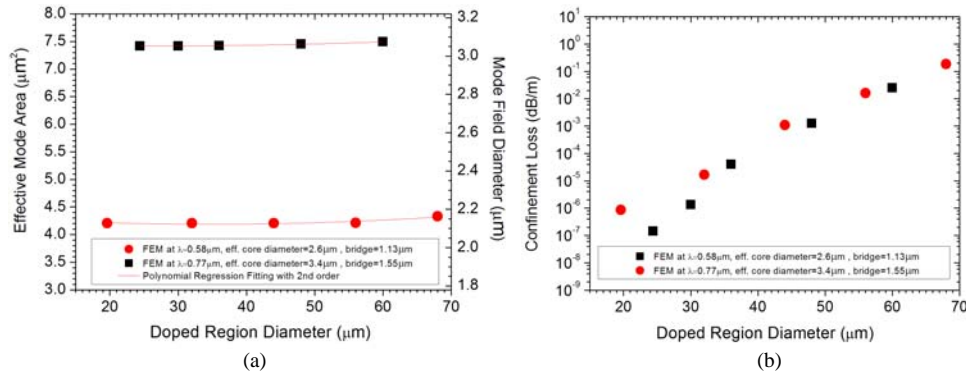 8.0
7.5
7.0
6.5
6.0
5.5
5.0
4.5
4.0
3.5
3.0
Effective Mode Area (μm²)
3.2
3.0
2.8
2.6
2.4
2.2
2.0
1.8
Mode Field Diameter (μm)
FEM at λ=0.58μm, eff. core diameter=2.6μm , bridge=1.13μm
FEM at λ=0.77μm, eff. core diameter=3.4μm , bridge=1.55μm
Polynomial Regression Fitting with 2nd order
10 20 30 40 50 60 70
Doped Region Diameter (μm)
(a)
10¹
10⁰
10⁻¹
10⁻²
10⁻³
10⁻⁴
10⁻⁵
10⁻⁶
10⁻⁷
10⁻⁸
10⁻⁹
Confinement Loss (dB/m)
FEM at λ=0.58μm, eff. core diameter=2.6μm , bridge=1.13μm
FEM at λ=0.77μm, eff. core diameter=3.4μm , bridge=1.55μm
20 30 40 50 60 70
Doped Region Diameter (μm)
(b)